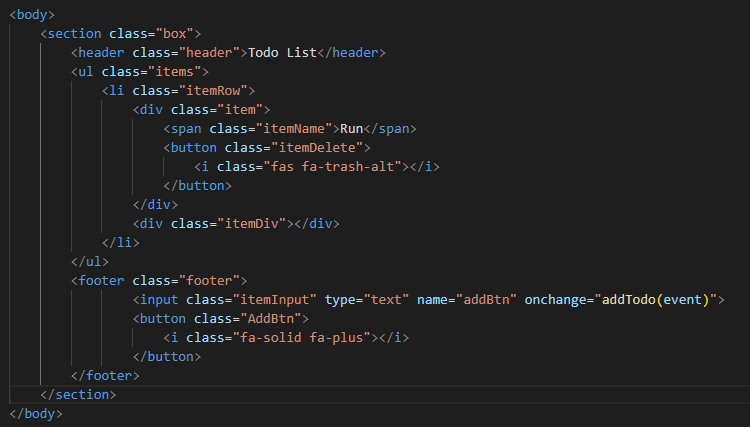 <body>
<section class="box">
<header class="header">Todo List</header>
<ul class="items">
<li class="itemRow">
<div class="item">
<span class="itemName">Run</span>
<button class="itemDelete">
<i class="fas fa-trash-alt"></i>
</button>
</div>
<div class="itemDiv"></div>
</li>
</ul>
<footer class="footer">
<input class="itemInput" type="text" name="addBtn" onchange="addTodo(event)">
<button class="AddBtn">
<i class="fa-solid fa-plus"></i>
</button>
</footer>
</section>
</body>